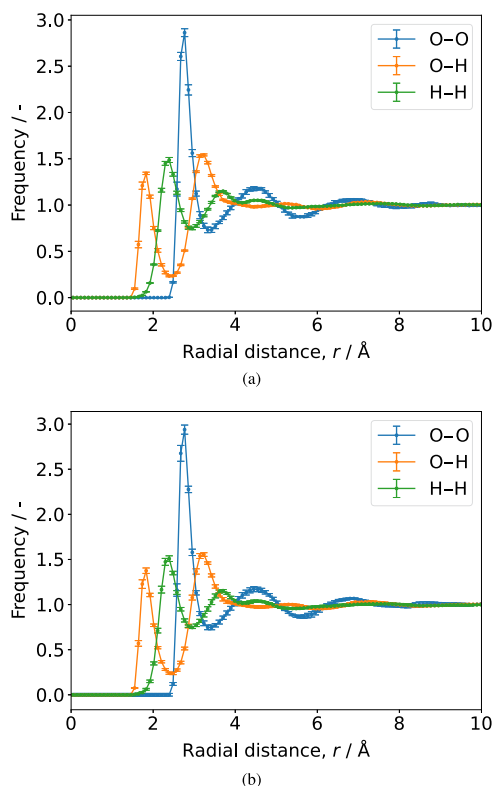 3.0
2.5
2.0
1.5
1.0
0.5
0.0
Frequency / -
O−O
O−H
H−H
0 2 4 6 8 10
Radial distance, r / Å
(a)
3.0
2.5
2.0
1.5
1.0
0.5
0.0
Frequency / -
O−O
O−H
H−H
0 2 4 6 8 10
Radial distance, r / Å
(b)